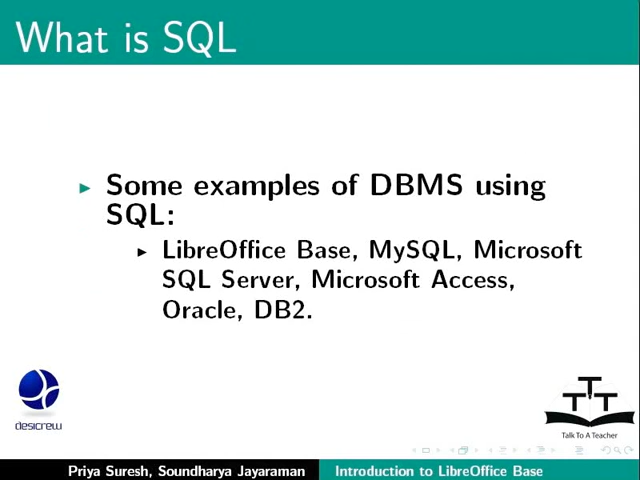 What is SQL
Some examples of DBMS using
SQL:
LibreOffice Base, MySQL, Microsoft
SQL Server, Microsoft Access,
Oracle, DB2.
desicrew
T T T
Talk To A Teacher
Priya Suresh, Soundharya Jayaraman
Introduction to LibreOffice Base